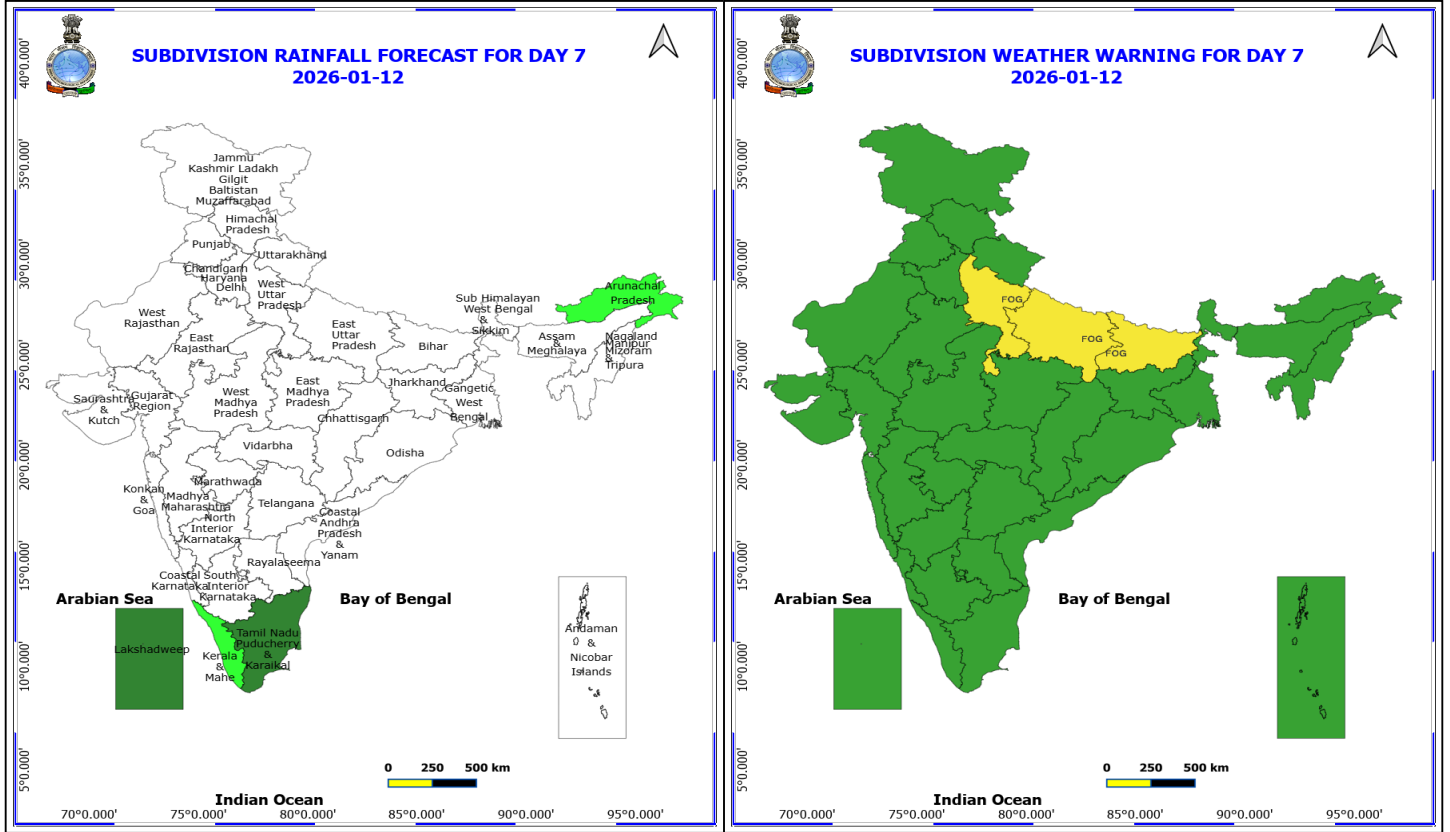 SUBDIVISION RAINFALL FORECAST FOR DAY 7
2026-01-12
40°0.000'
35°0.000'
30°0.000'
25°0.000'
20°0.000'
15°0.000'
10°0.000'
5°0.000'
Jammu
Kashmir Ladakh
Gilgit
Baltistan
Muzaffarabad
Himachal
Pradesh
Punjab
Uttarakhand
Chandigarh
Haryana
Delhi
West
Uttar
Pradesh
West
Rajasthan
East
Rajasthan
East
Uttar
Pradesh
Bihar
Sub Himalayan
West Bengal
&
Sikkim
Arunachal
Pradesh
Assam
&
Meghalaya
Nagaland
Manipur
Mizoram
&
Tripura
Saurashtra
&
Kutch
Gujarat
Region
West
Madhya
Pradesh
East
Madhya
Pradesh
Jharkhand
Gangetic
West
Bengal
Chhattisgarh
Vidarbha
Odisha
Konkan
&
Goa
Madhya
Maharashtra
Marathwada
Telangana
North
Interior
Karnataka
Coastal
Andhra
Pradesh
&
Yanam
Rayalaseema
Coastal
Karnataka
South
Interior
Karnataka
Arabian Sea
Bay of Bengal
Lakshadweep
Tamil Nadu
Puducherry
&
Karaikal
Kerala
&
Mahe
Andaman
&
Nicobar
Islands
0 250 500 km
Indian Ocean
70°0.000' 75°0.000' 80°0.000' 85°0.000' 90°0.000' 95°0.000'
SUBDIVISION WEATHER WARNING FOR DAY 7
2026-01-12
40°0.000'
35°0.000'
30°0.000'
25°0.000'
20°0.000'
15°0.000'
10°0.000'
5°0.000'
FOG
FOG
FOG
Arabian Sea
Bay of Bengal
0 250 500 km
Indian Ocean
70°0.000' 75°0.000' 80°0.000' 85°0.000' 90°0.000' 95°0.000'